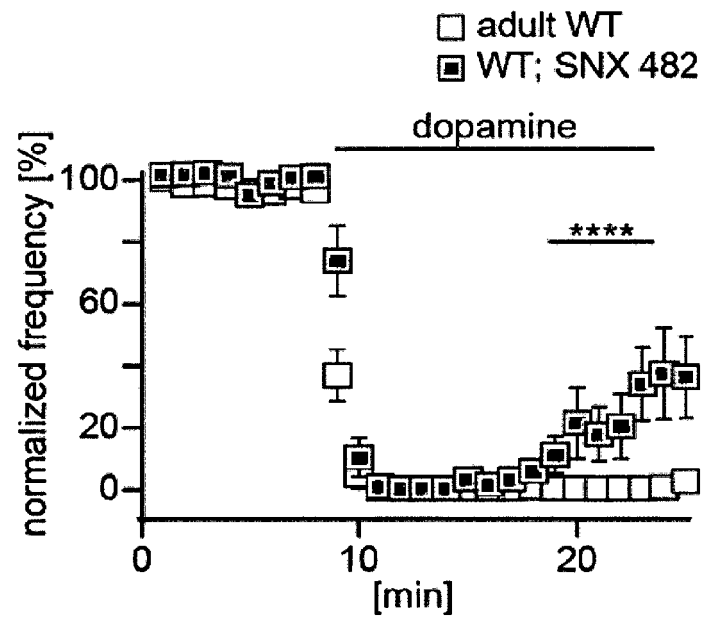 adult WT
WT; SNX 482
dopamine
****
normalized frequency [%]
100
60
20
0
0
10
20
[min]